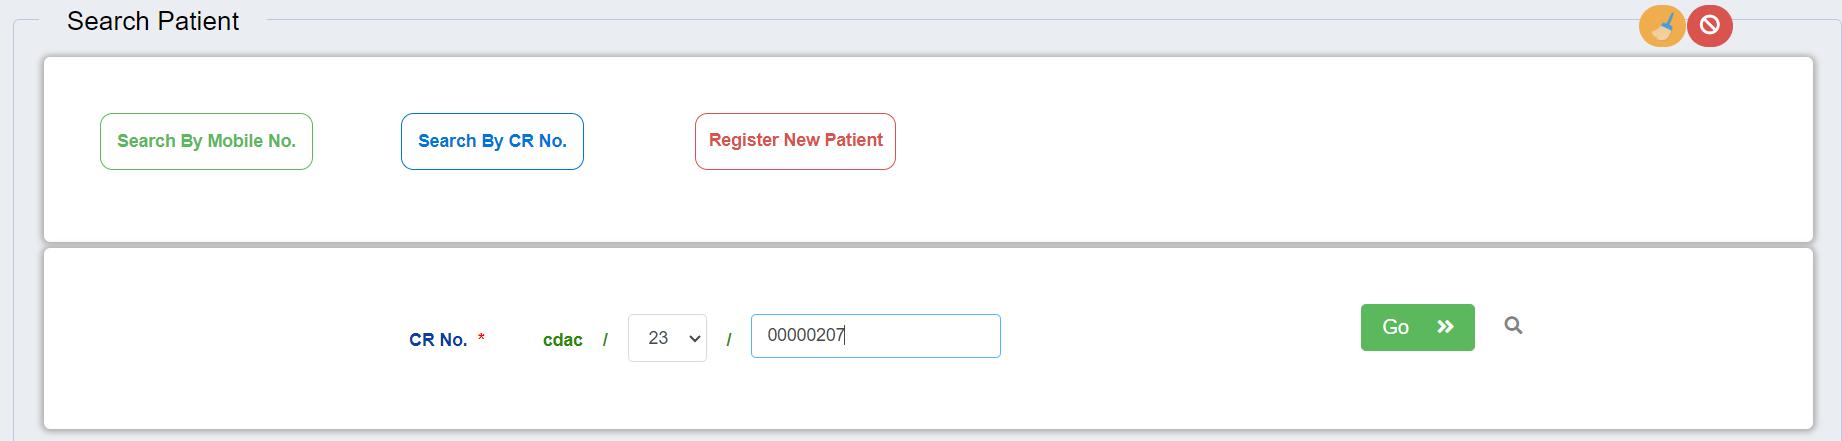 Search Patient
Search By Mobile No. Search By CR No. Register New Patient
CR No. * cdac / 23 / 00000207 Go »